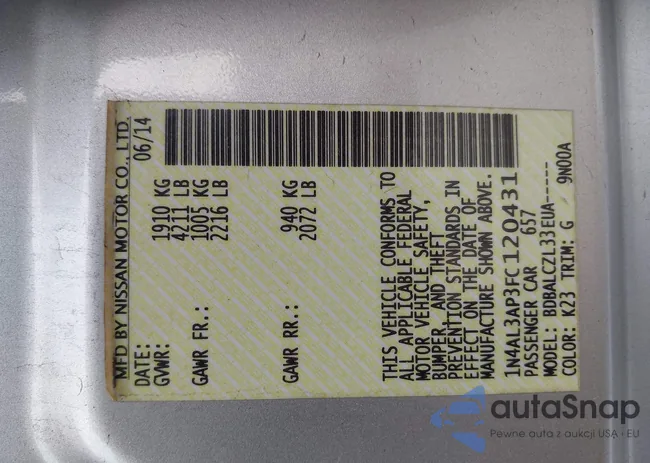 MFD BY NISSAN MOTOR CO., LTD.
DATE: 06/14
GVWR: 1910 KG
4211 LB
GAWR FR.: 1005 KG
2216 LB
GAWR RR.: 940 KG
2072 LB
THIS VEHICLE CONFORMS TO
ALL APPLICABLE FEDERAL
MOTOR VEHICLE SAFETY,
BUMPER, AND THEFT
PREVENTION STANDARDS IN
EFFECT ON THE DATE OF
MANUFACTURE SHOWN ABOVE.
1N4AL3AP3FC120431
PASSENGER CAR 657
MODEL: BDBALCZL33EUA-----
COLOR: K23 TRIM: G 9N00A
autaSnap
Pewne auta z aukcji USA i EU